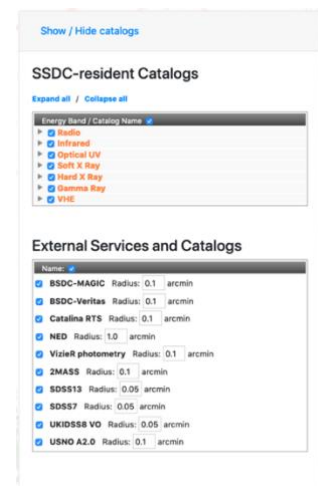 Show / Hide catalogs
SSDC-resident Catalogs
Expand all / Collapse all
Energy Band / Catalog Name
Radio
Infrared
Optical UV
Soft X Ray
Hard X Ray
Gamma Ray
VHE
External Services and Catalogs
Name:
BSDC-MAGIC Radius: 0.1 arcmin
BSDC-Veritas Radius: 0.1 arcmin
Catalina RTS Radius: 0.1 arcmin
NED Radius: 1.0 arcmin
VizieR photometry Radius: 0.1 arcmin
2MASS Radius: 0.1 arcmin
SDSS13 Radius: 0.05 arcmin
SDSS7 Radius: 0.05 arcmin
UKIDSS8 VO Radius: 0.05 arcmin
USNO A2.0 Radius: 0.1 arcmin